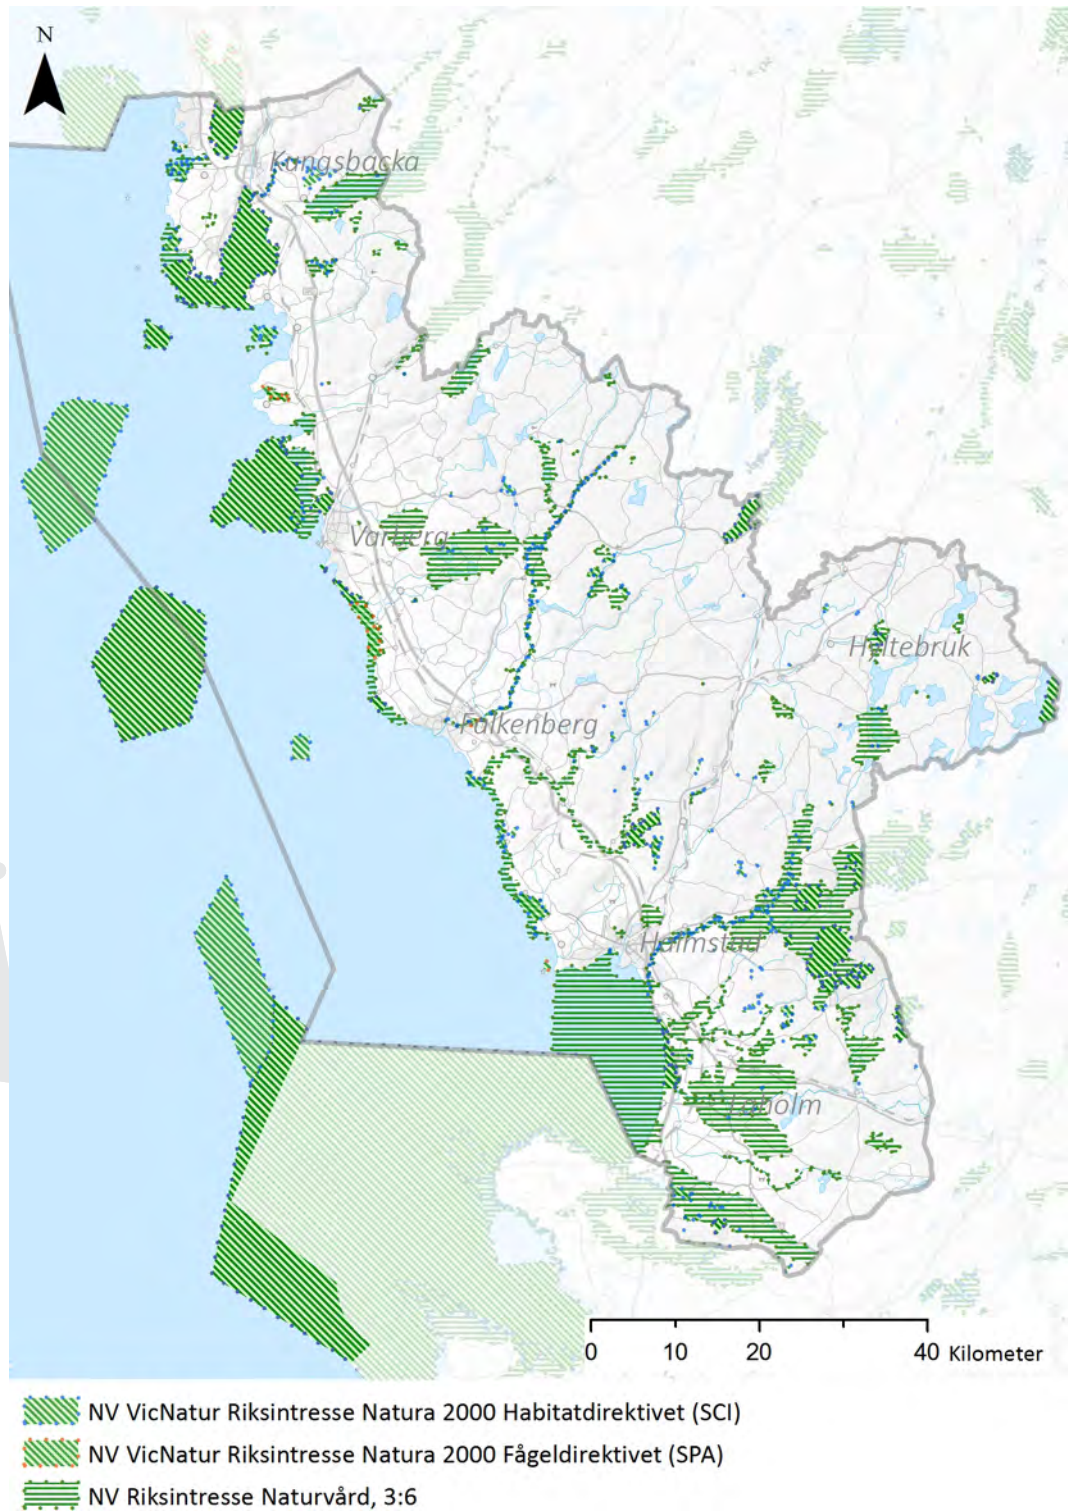 N
Kungsbacka
Varberg
Hyltebruk
Falkenberg
Halmstad
Laholm
0 10 20 40 Kilometer
NV VicNatur Riksintresse Natura 2000 Habitatdirektivet (SCI)
NV VicNatur Riksintresse Natura 2000 Fågeldirektivet (SPA)
NV Riksintresse Naturvård, 3:6